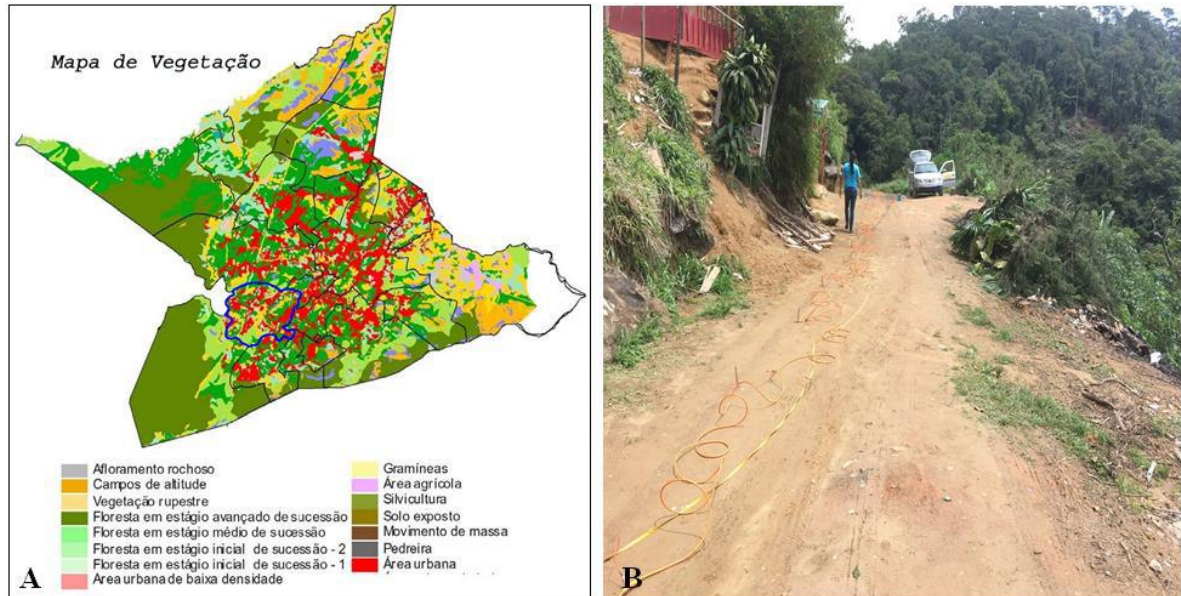 Mapa de Vegetação
Afloramento rochoso
Campos de altitude
Vegetação rupestre
Floresta em estágio avançado de sucessão
Floresta em estágio médio de sucessão
Floresta em estágio inicial de sucessão - 2
Floresta em estágio inicial de sucessão - 1
Area urbana de baixa densidade
Gramíneas
Área agrícola
Silvicultura
Solo exposto
Movimento de massa
Pedreira
Área urbana
A
B